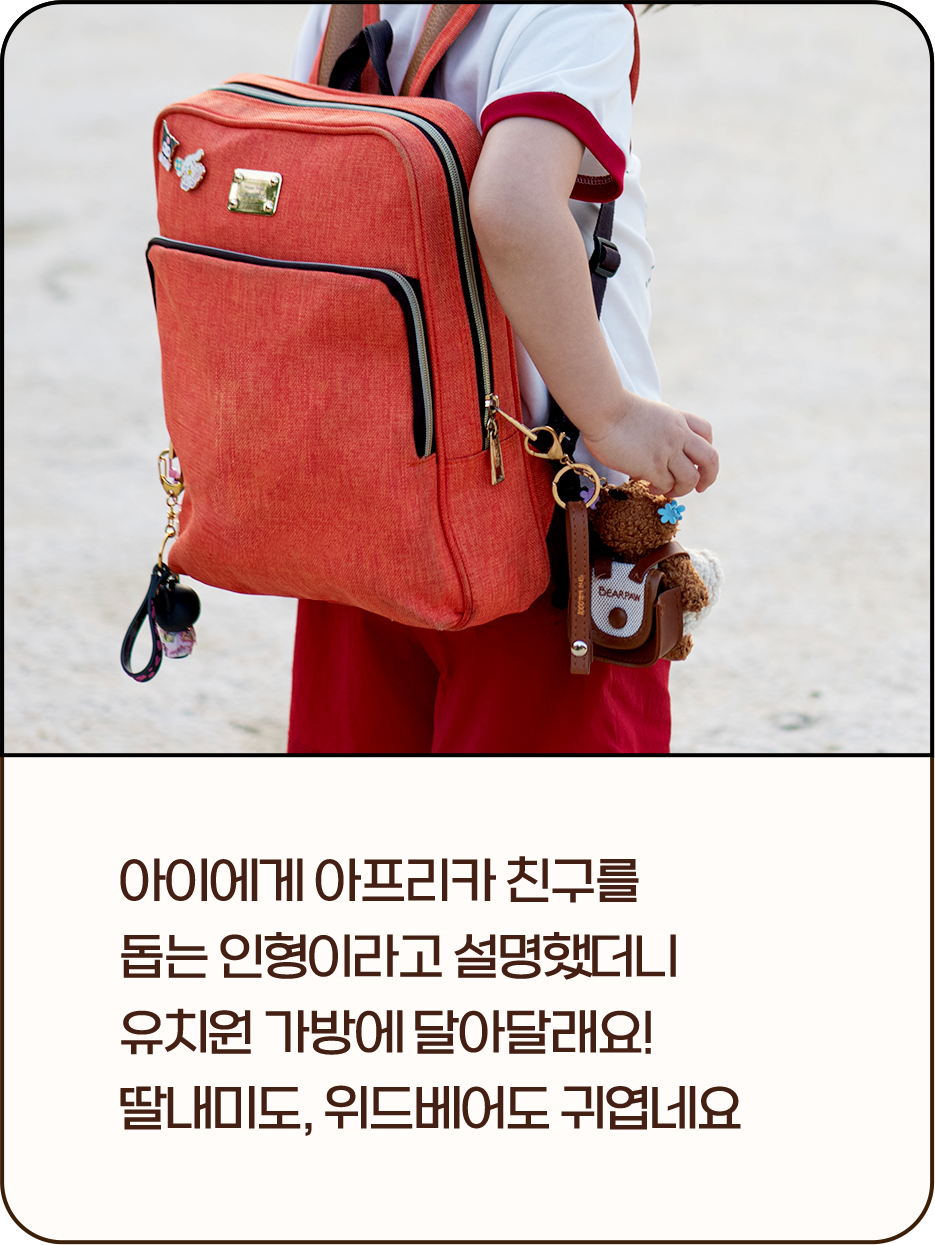 BEARPAW
아이에게 아프리카 친구를
돕는 인형이라고 설명했더니
유치원 가방에 달아달래요!
딸내미도, 위드베어도 귀엽네요